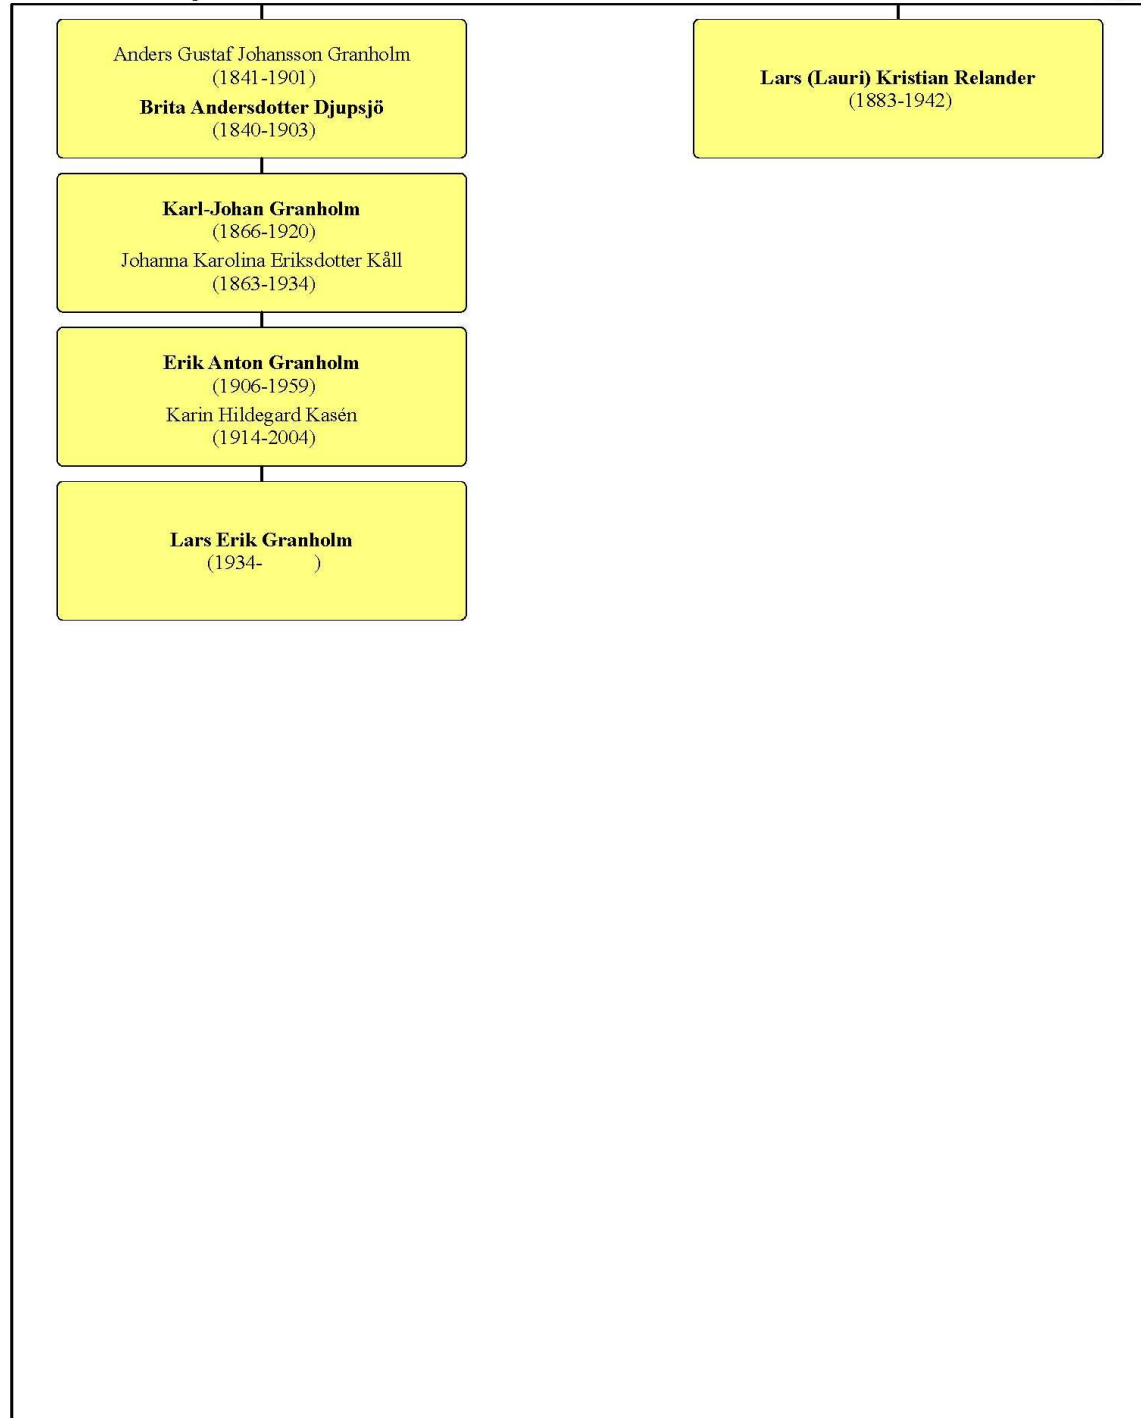 Anders Gustaf Johansson Granholm
(1841-1901)
Brita Andersdotter Djupsjö
(1840-1903)
Lars (Lauri) Kristian Relander
(1883-1942)
Karl-Johan Granholm
(1866-1920)
Johanna Karolina Eriksdotter Kåll
(1863-1934)
Erik Anton Granholm
(1906-1959)
Karin Hildegard Kasén
(1914-2004)
Lars Erik Granholm
(1934- )